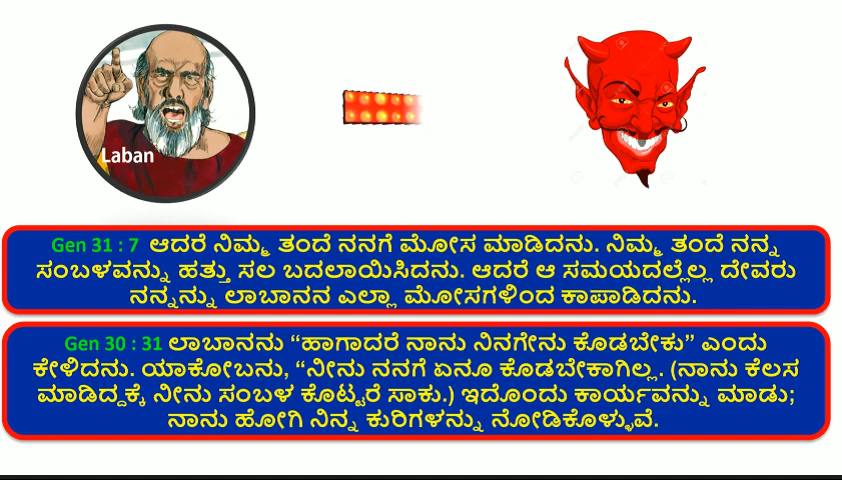 Laban
Gen 31 : 7 ಆದರೆ ನಿಮ್ಮ ತಂದೆ ನನಗೆ ಮೋಸ ಮಾಡಿದನು. ನಿಮ್ಮ ತಂದೆ ನನ್ನ
ಸಂಬಳವನ್ನು ಹತ್ತು ಸಲ ಬದಲಾಯಿಸಿದನು. ಆದರೆ ಆ ಸಮಯದಲ್ಲೆಲ್ಲ ದೇವರು
ನನ್ನನ್ನು ಲಾಬಾನನ ಎಲ್ಲಾ ಮೋಸಗಳಿಂದ ಕಾಪಾಡಿದನು.
Gen 30 : 31 ಲಾಬಾನನು “ಹಾಗಾದರೆ ನಾನು ನಿನಗೇನು ಕೊಡಬೇಕು” ಎಂದು
ಕೇಳಿದನು. ಯಾಕೋಬನು, “ನೀನು ನನಗೆ ಏನೂ ಕೊಡಬೇಕಾಗಿಲ್ಲ. (ನಾನು ಕೆಲಸ
ಮಾಡಿದ್ದಕ್ಕೆ ನೀನು ಸಂಬಳ ಕೊಟ್ಟರೆ ಸಾಕು.) ಇದೊಂದು ಕಾರ್ಯವನ್ನು ಮಾಡು;
ನಾನು ಹೋಗಿ ನಿನ್ನ ಕುರಿಗಳನ್ನು ನೋಡಿಕೊಳ್ಳುವೆ.